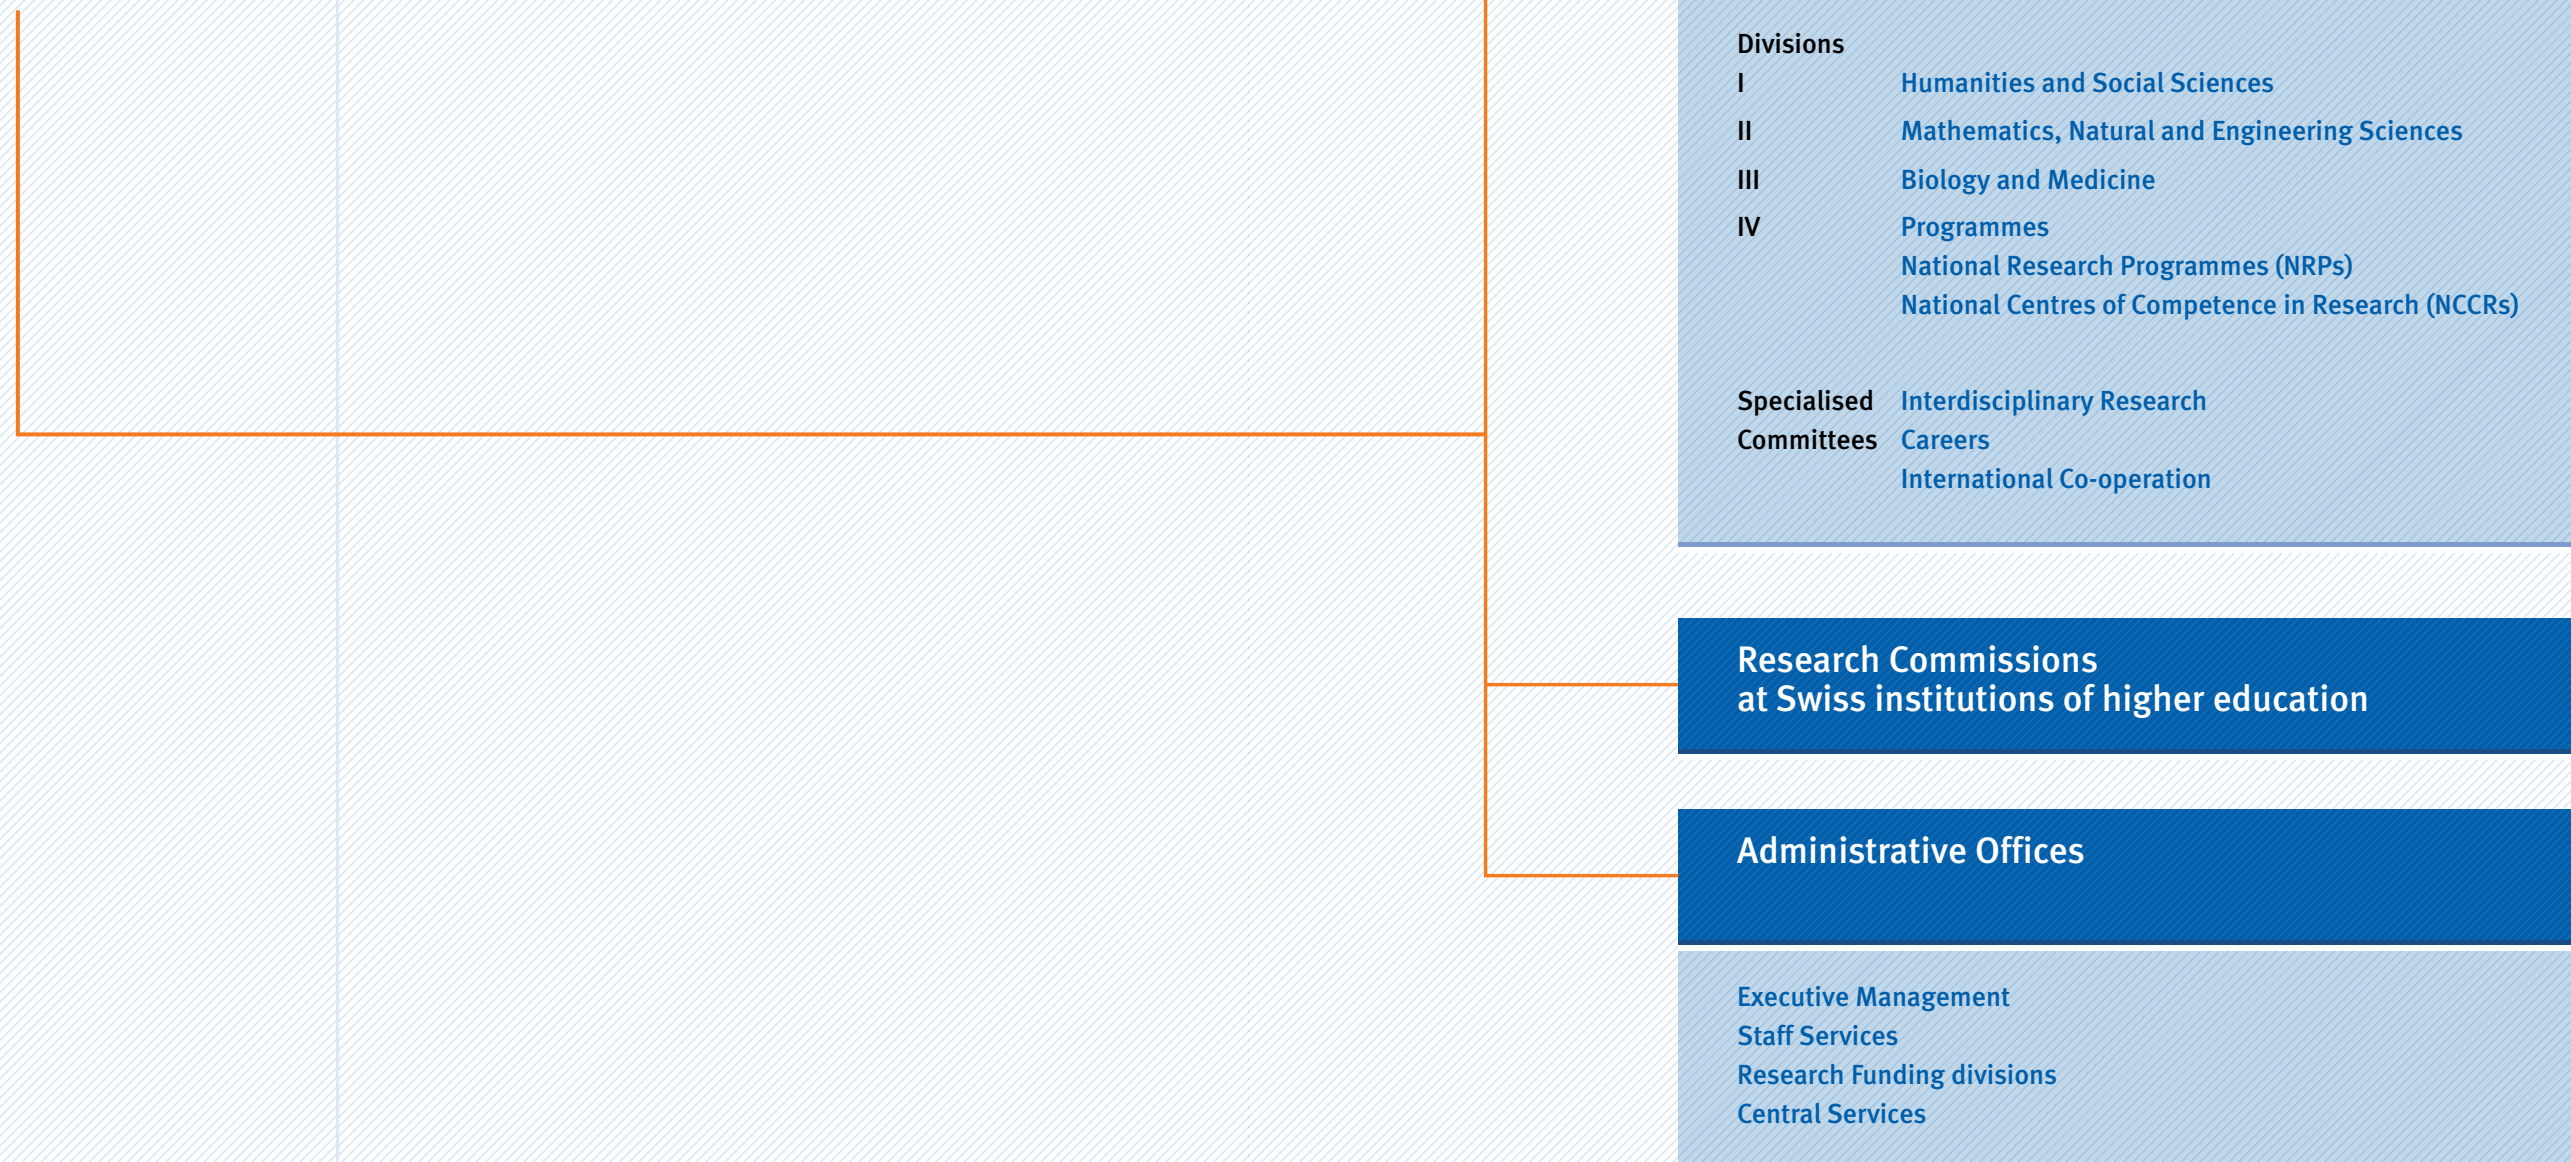 Divisions
I Humanities and Social Sciences
II Mathematics, Natural and Engineering Sciences
III Biology and Medicine
IV Programmes
National Research Programmes (NRPs)
National Centres of Competence in Research (NCCRs)
Specialised Interdisciplinary Research
Committees Careers
International Co-operation
Research Commissions
at Swiss institutions of higher education
Administrative Offices
Executive Management
Staff Services
Research Funding divisions
Central Services